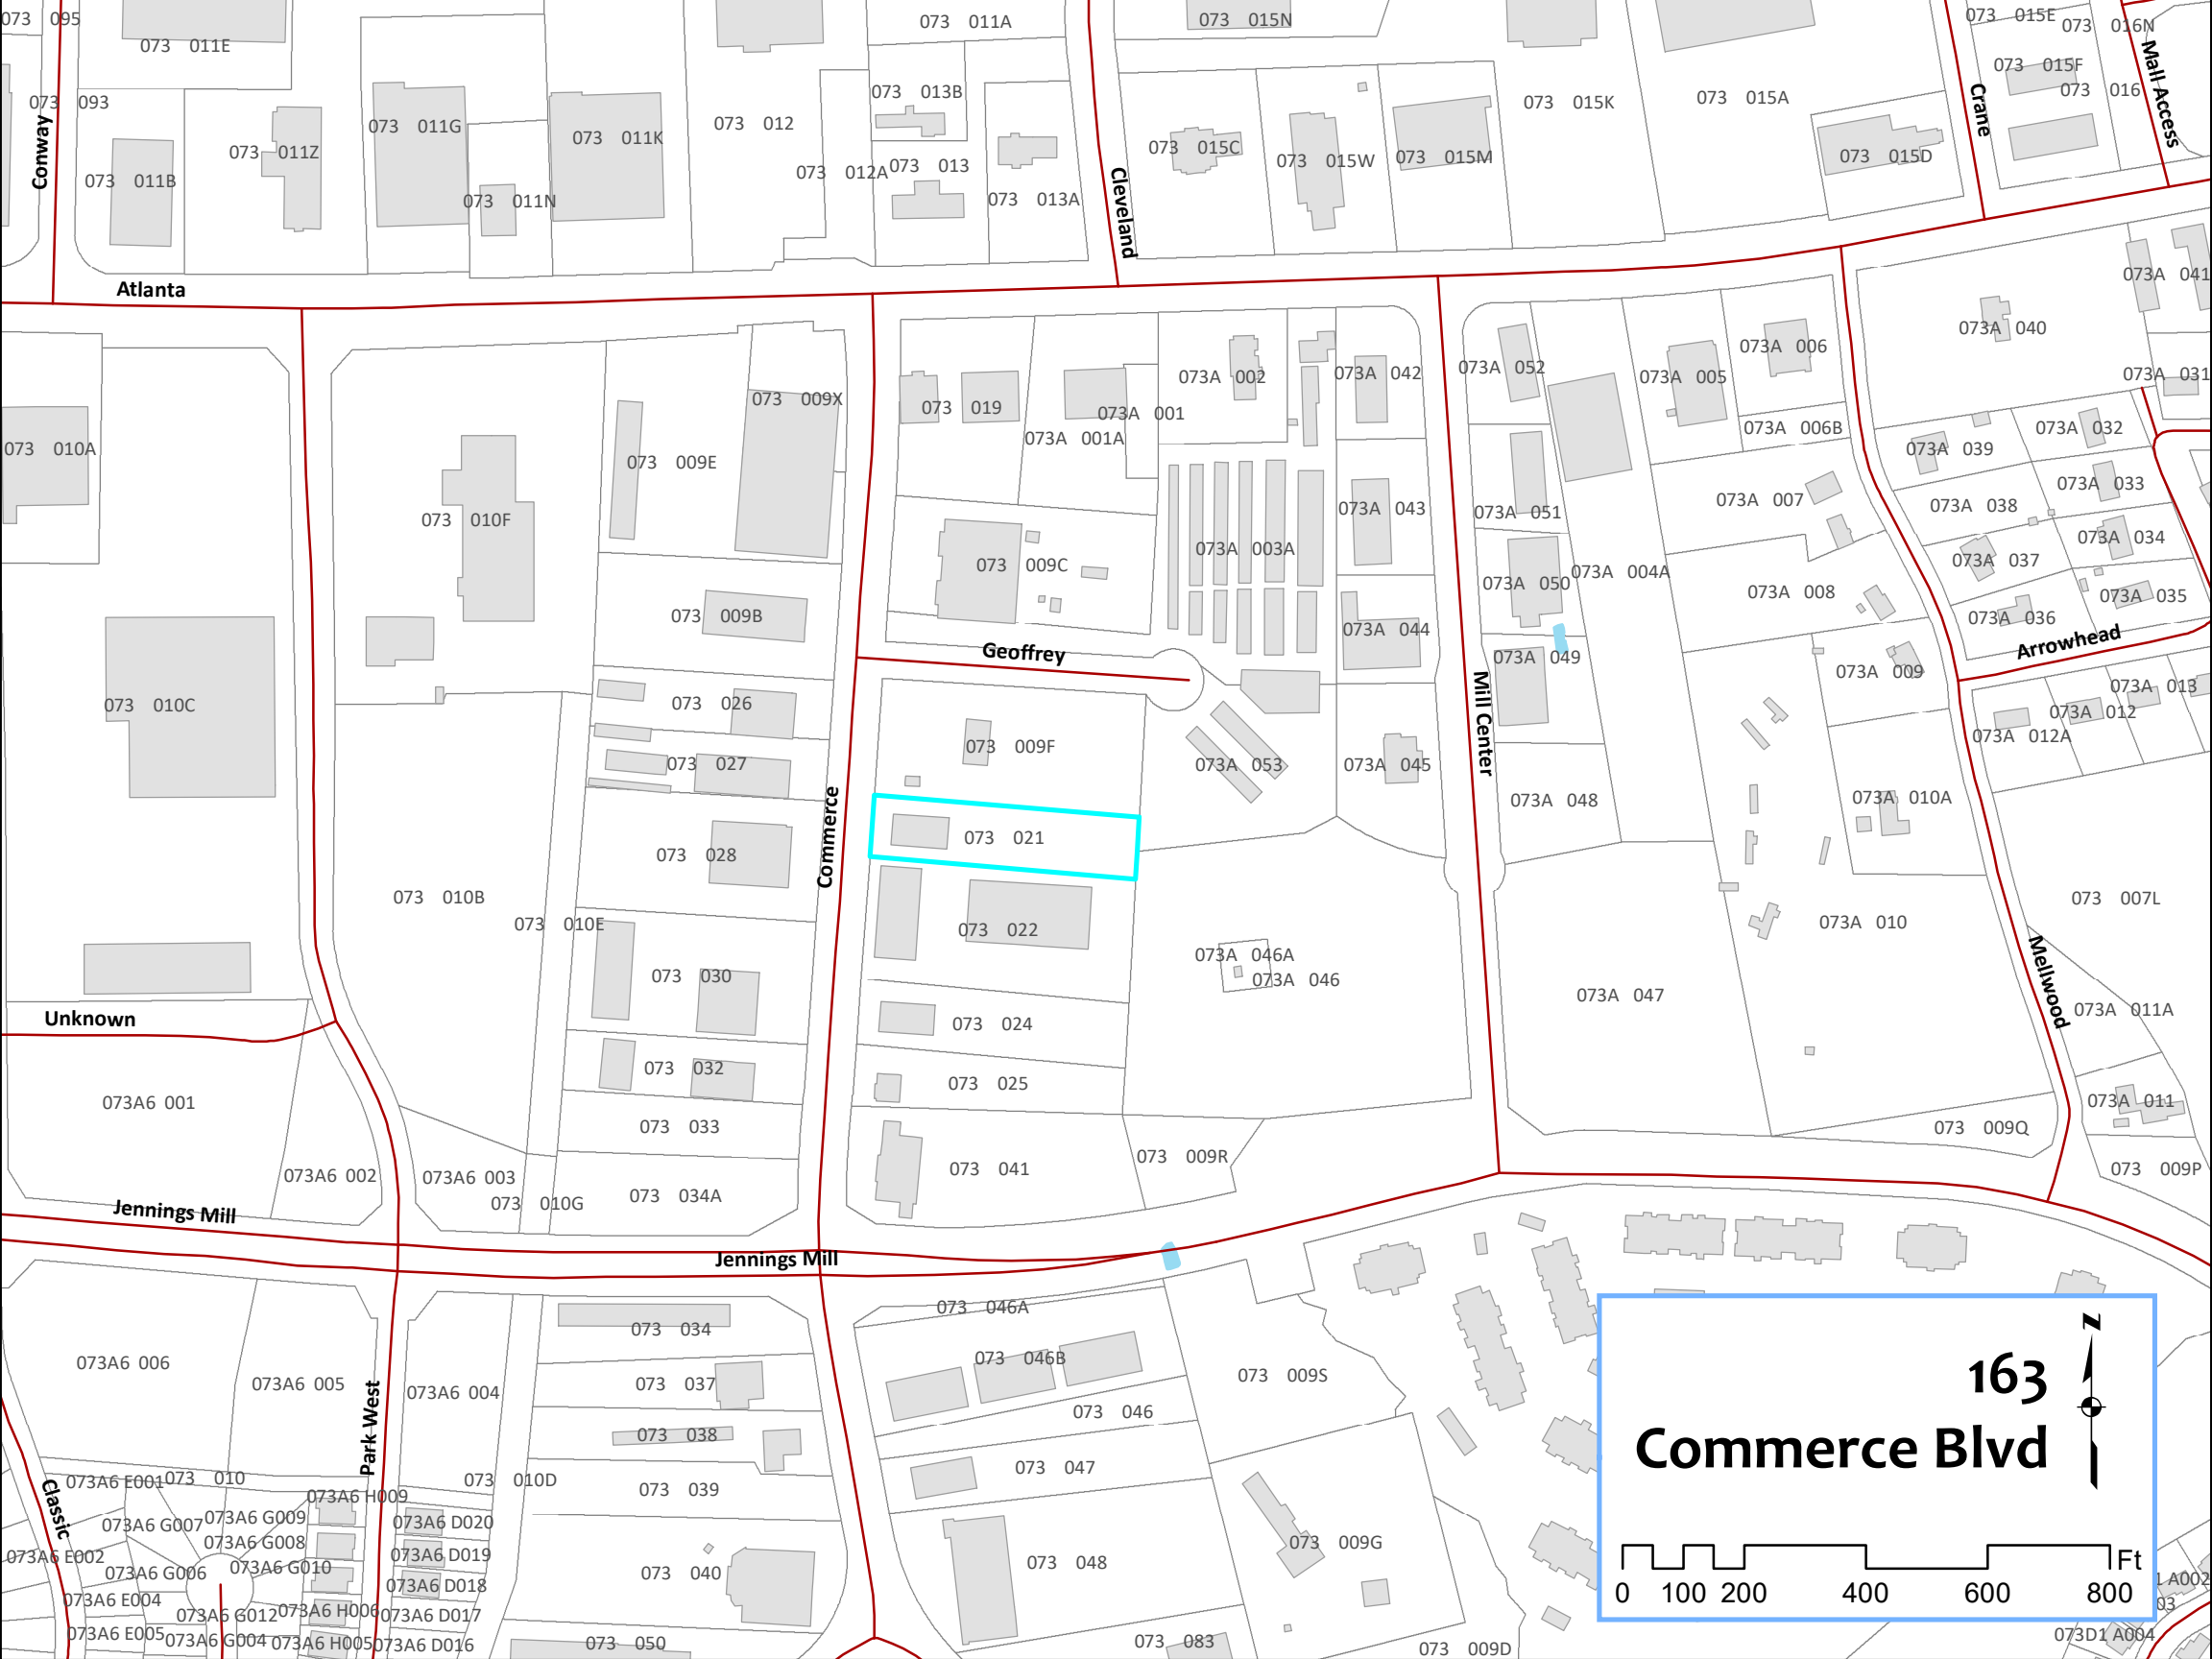 073 095
073 011E
073 011A
073 015N
073 015E
073 016N
Mall Access
073 015F
073 016
Crane
073 015A
073 015K
073 015D
073 093
Conway
073 011B
073 011Z
073 011G
073 011N
073 011K
073 012
073 012A
073 013B
073 013
073 013A
Cleveland
073 015C
073 015W
073 015M
Atlanta
073A 041
073A 040
073A 031
073 010A
073 010F
073 009E
073 009X
073 019
073A 001
073A 001A
073A 002
073A 042
073A 052
073A 005
073A 006
073A 006B
073A 039
073A 032
073A 033
073A 038
073A 034
073A 037
073A 035
073A 036
Arrowhead
073 009C
073A 003A
073A 043
073A 051
073A 050
073A 004A
073A 007
073A 008
073 009B
Geoffrey
073A 044
073A 049
073A 009
073A 013
073A 012
073A 012A
073 010C
073 026
073 027
073 009F
073A 053
073A 045
Mill Center
073A 048
073A 010A
Commerce
073 028
073 021
073 010B
073 010E
073 022
073A 046A
073A 046
073A 010
073 007L
073 030
073A 047
Mellwood
073A 011A
Unknown
073 024
073 032
073 025
073A6 001
073 033
073A 011
073 009Q
073A6 002
073A6 003
073 010G
073 034A
073 041
073 009R
073 009P
Jennings Mill
Jennings Mill
073 046A
073 034
073A6 006
073A6 005
073A6 004
073 037
073 046B
073 009S
073 046
Park West
073 038
073 047
073A6 E001
073 010
073 010D
073 039
Classic
073A6 H009
073A6 G007
073A6 G009
073A6 G008
073A6 D020
073A6 E002
073A6 G006
073A6 G010
073A6 D019
073 040
073 048
073 009G
073A6 D018
073A6 E004
073A6 G012
073A6 H006
073A6 D017
073A6 E005
073A6 G004
073A6 H005
073A6 D016
073 050
073 083
073 009D
163
Commerce Blvd
N
0 100 200 400 600 800 Ft
1 A002
03
073D1 A004